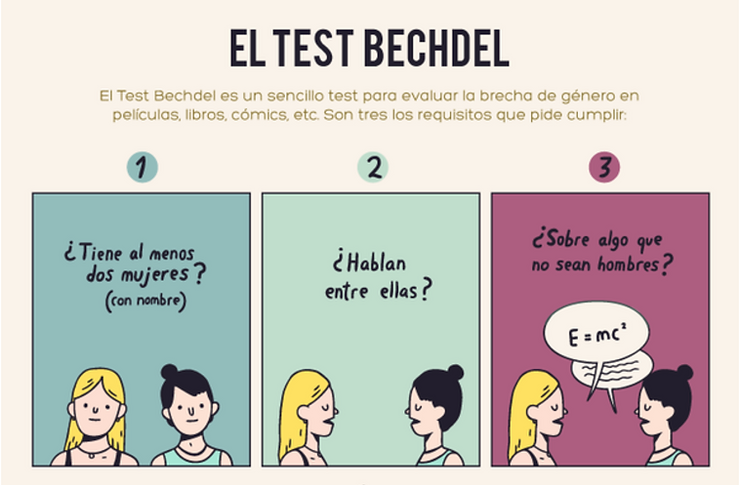 EL TEST BECHDEL
El Test Bechdel es un sencillo test para evaluar la brecha de género en
películas, libros, cómics, etc. Son tres los requisitos que pide cumplir:
1
2
3
¿Tiene al menos
dos mujeres?
(con nombre)
¿Hablan
entre ellas?
¿Sobre algo que
no sean hombres?
E=mc²